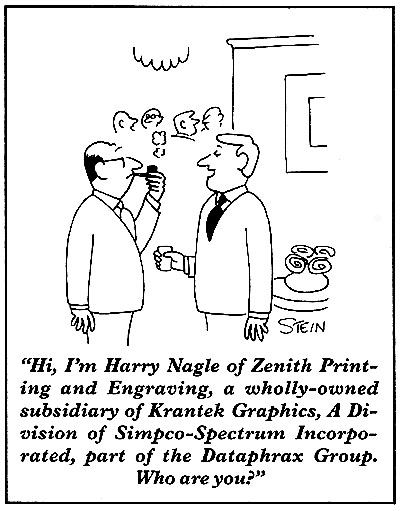 STEIN
"Hi, I'm Harry Nagle of Zenith Print-
ing and Engraving, a wholly-owned
subsidiary of Krantek Graphics, A Di-
vision of Simpco-Spectrum Incorpo-
rated, part of the Dataphrax Group.
Who are you?"